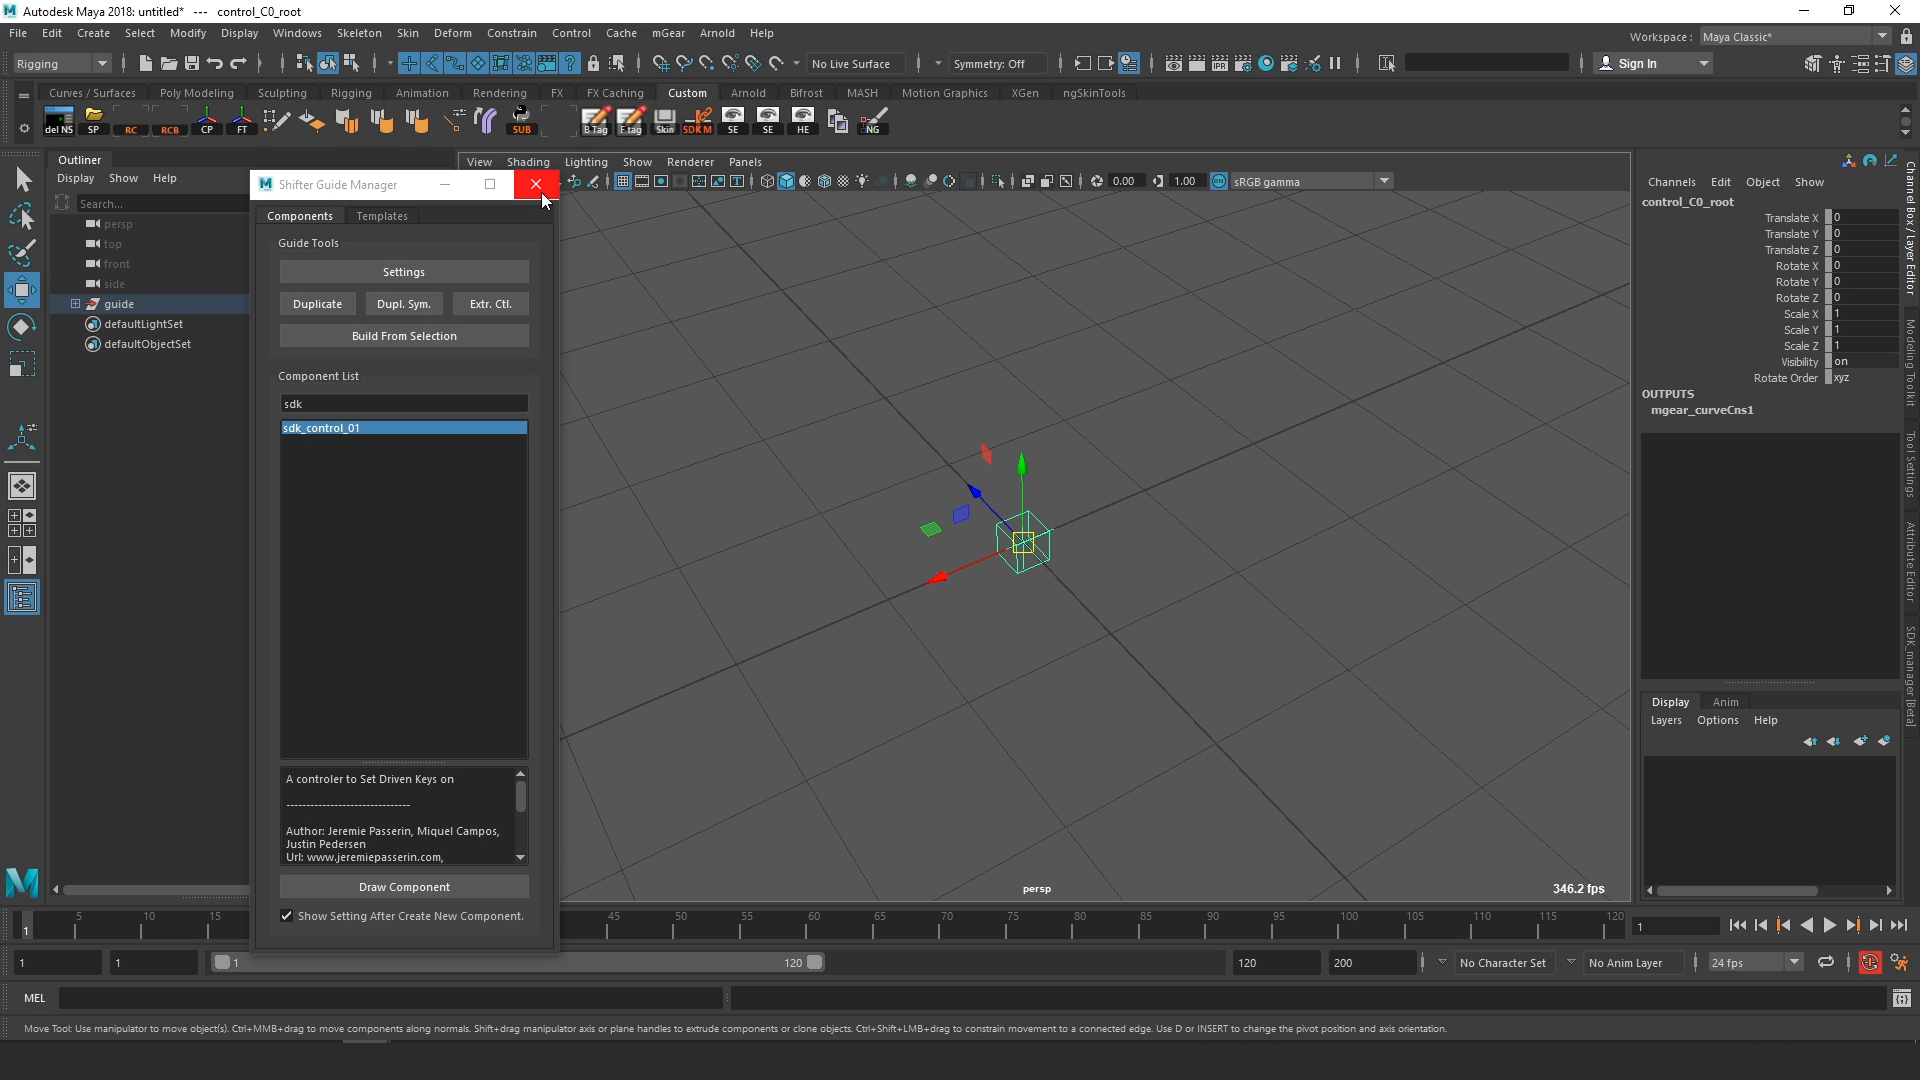 Autodesk Maya 2018: untitled* --- control_C0_root
File Edit Create Select Modify Display Windows Skeleton Skin Deform Constrain Control Cache mGear Arnold Help
Workspace : Maya Classic*
Rigging No Live Surface Symmetry: Off IPR Sign In
Curves / Surfaces Poly Modeling Sculpting Rigging Animation Rendering FX FX Caching Custom Arnold Bifrost MASH Motion Graphics XGen ngSkinTools
del NS SP RC RCB CP FT SUB B Tag F tag Skin SDK M SE SE HE NG
Outliner
Display Show Help
Search...
persp
top
front
side
guide
defaultLightSet
defaultObjectSet
Shifter Guide Manager
Components Templates
Guide Tools
Settings
Duplicate Dupl. Sym. Extr. Ctl.
Build From Selection
Component List
sdk
sdk_control_01
A controler to Set Driven Keys on
-------------------------------
Author: Jeremie Passerin, Miquel Campos,
Justin Pedersen
Url: www.jeremiepasserin.com,
Draw Component
Show Setting After Create New Component.
View Shading Lighting Show Renderer Panels
0.00 1.00 sRGB gamma
persp
346.2 fps
Channels Edit Object Show
control_C0_root
Translate X 0
Translate Y 0
Translate Z 0
Rotate X 0
Rotate Y 0
Rotate Z 0
Scale X 1
Scale Y 1
Scale Z 1
Visibility on
Rotate Order xyz
OUTPUTS
mgear_curveCns1
Display Anim
Layers Options Help
Channel Box / Layer Editor
Modeling Toolkit
Tool Settings
Attribute Editor
SDK_manager [Beta]
1 5 10 15 45 50 55 60 65 70 75 80 85 90 95 100 105 110 115 120 1
1 1 1 120 120 200 No Character Set No Anim Layer 24 fps
MEL
Move Tool: Use manipulator to move object(s). Ctrl+MMB+drag to move components along normals. Shift+drag manipulator axis or plane handles to extrude components or clone objects. Ctrl+Shift+LMB+drag to constrain movement to a connected edge. Use D or INSERT to change the pivot position and axis orientation.